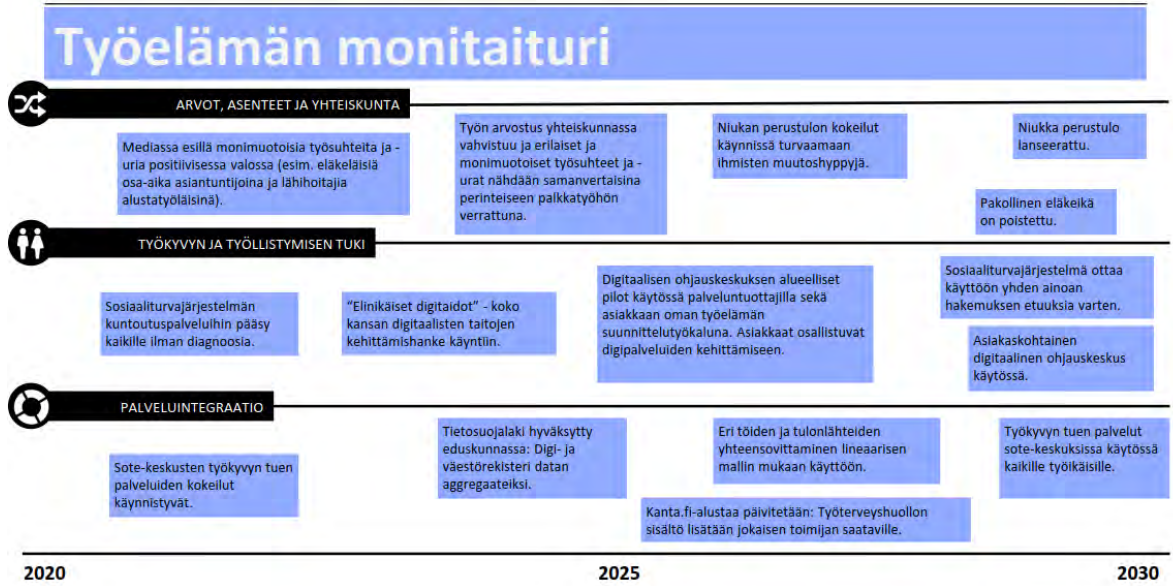 Työelämän monitaituri
ARVOT, ASENTEET JA YHTEISKUNTA
Mediassa esillä monimuotoisia työsuhteita ja -
uria positiivisessa valossa (esim. eläkeläisiä
osa-aika asiantuntijoina ja lähihoitajia
alustatyöläisinä).
Työn arvostus yhteiskunnassa
vahvistuu ja erilaiset ja
monimuotoiset työsuhteet ja -
urat nähdään samanvertaisina
perinteiseen palkkatyöhön
verrattuna.
Niukan perustulon kokeilut
käynnissä turvaamaan
ihmisten muutoshyppyjä.
Niukka perustulo
lanseerattu.
Pakollinen eläkeikä
on poistettu.
TYÖKYVYN JA TYÖLLISTYMISEN TUKI
Sosiaaliturvajärjestelmän
kuntoutuspalveluihin pääsy
kaikille ilman diagnoosia.
”Elinikäiset digitaidot” - koko
kansan digitaalisten taitojen
kehittämishanke käyntiin.
Digitaalisen ohjauskeskuksen alueelliset
pilot käytössä palveluntuottajilla sekä
asiakkaan oman työelämän
suunnittelutyökaluna. Asiakkaat osallistuvat
digipalveluiden kehittämiseen.
Sosiaaliturvajärjestelmä ottaa
käyttöön yhden ainoan
hakemuksen etuuksia varten.
Asiakaskohtainen
digitaalinen ohjauskeskus
käytössä.
PALVELUINTEGRAATIO
Sote-keskusten työkyvyn tuen
palveluiden kokeilut
käynnistyvät.
Tietosuojalaki hyväksytty
eduskunnassa: Digi- ja
väestörekisteri datan
aggregaateiksi.
Eri töiden ja tulonlähteiden
yhteensovittaminen lineaarisen
mallin mukaan käyttöön.
Kanta.fi-alustaa päivitetään: Työterveyshuollon
sisältö lisätään jokaisen toimijan saataville.
Työkyvyn tuen palvelut
sote-keskuksissa käytössä
kaikille työikäisille.
2020
2025
2030